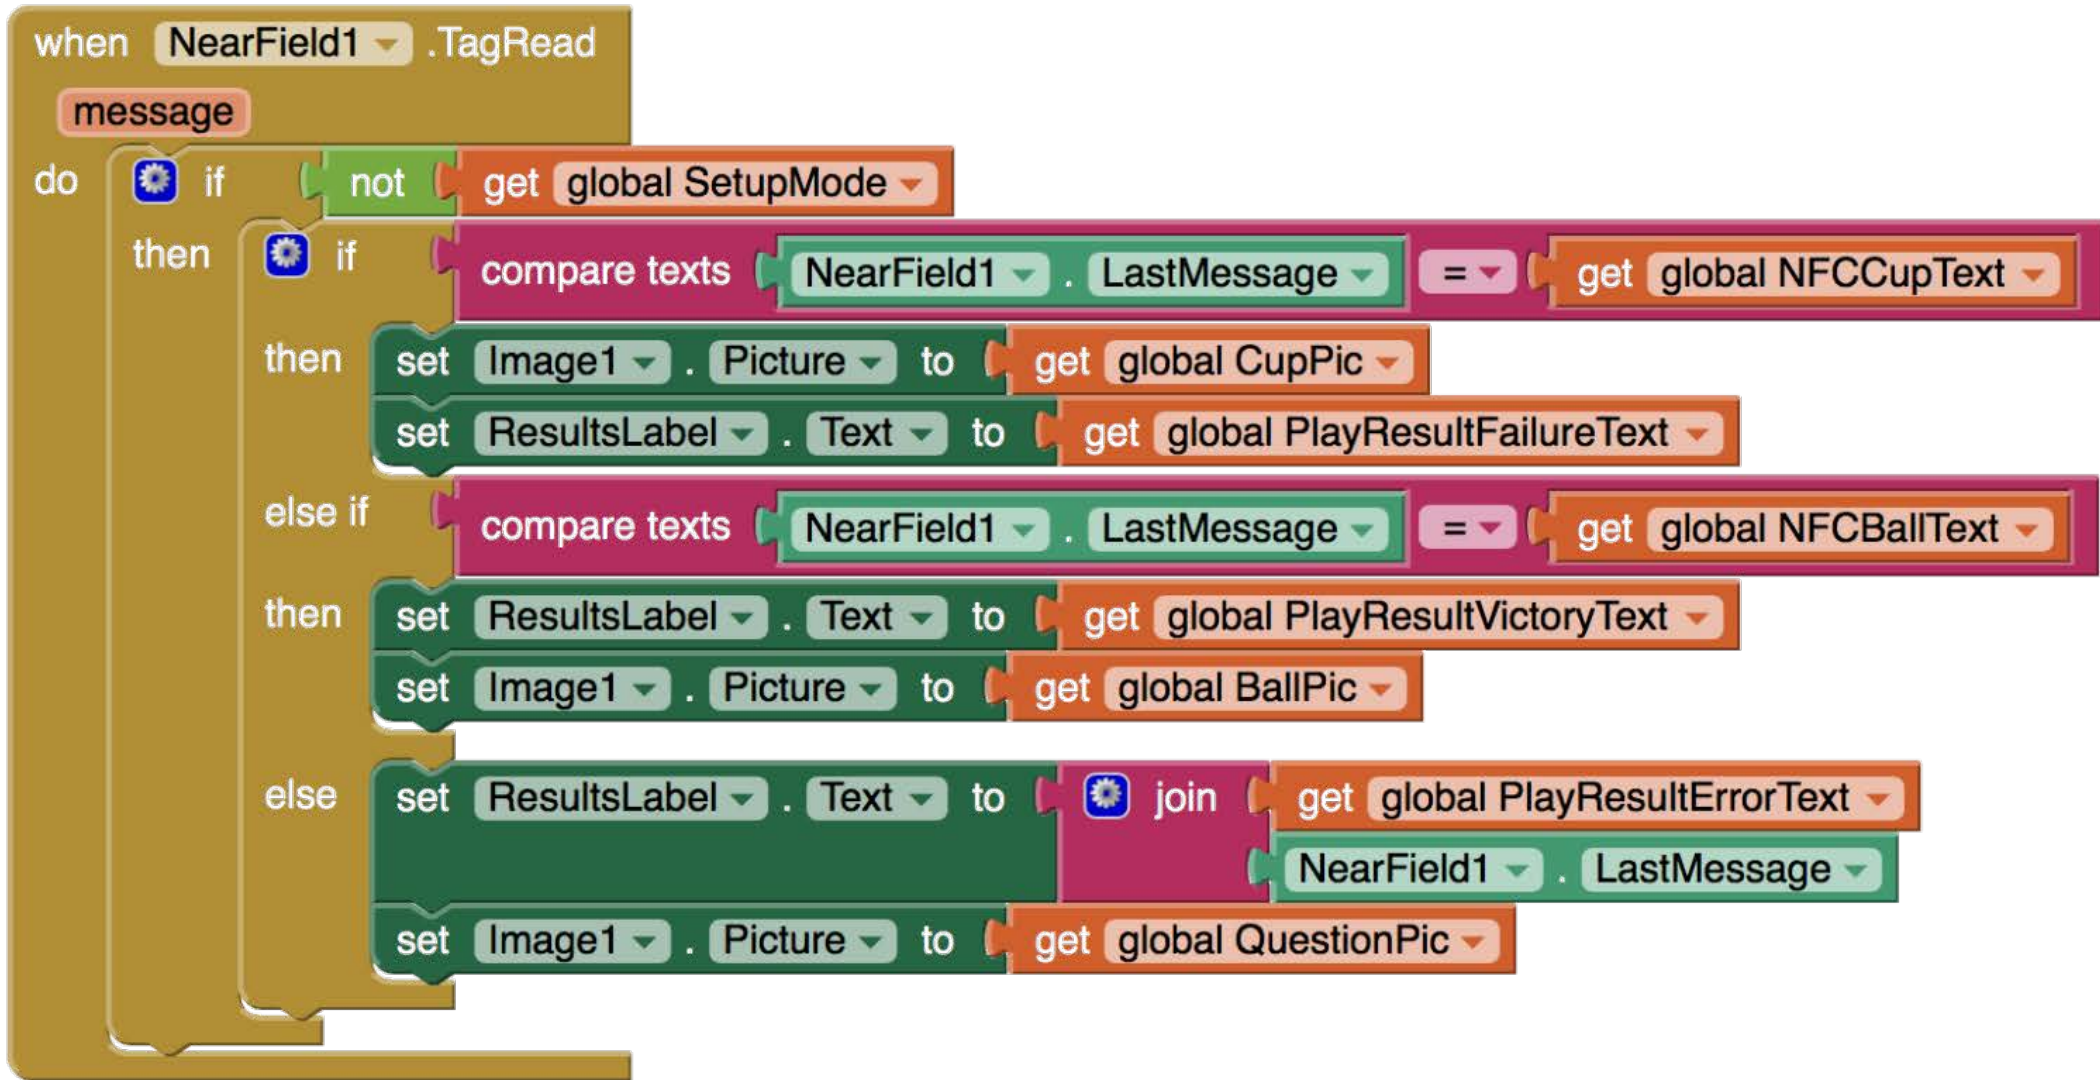 when NearField1 .TagRead
message
do if not get global SetupMode
then if compare texts NearField1 . LastMessage = get global NFCCupText
then set Image1 . Picture to get global CupPic
set ResultsLabel . Text to get global PlayResultFailureText
else if compare texts NearField1 . LastMessage = get global NFCBallText
then set ResultsLabel . Text to get global PlayResultVictoryText
set Image1 . Picture to get global BallPic
else set ResultsLabel . Text to join get global PlayResultErrorText
NearField1 . LastMessage
set Image1 . Picture to get global QuestionPic